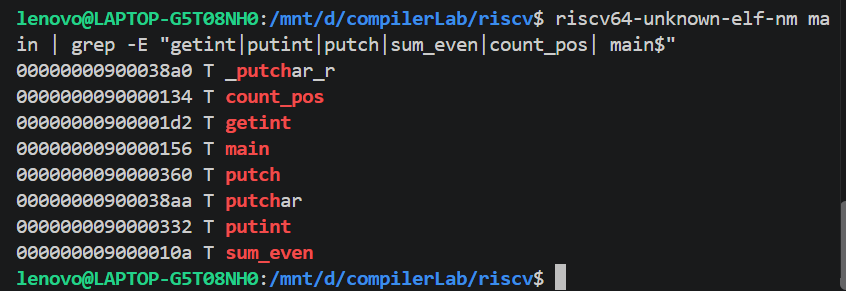 lenovo@LAPTOP-G5T08NH0:/mnt/d/compilerLab/riscv$ riscv64-unknown-elf-nm ma
in | grep -E "getint|putint|putch|sum_even|count_pos| main$"
00000000900038a0 T _putchar_r
0000000090000134 T count_pos
00000000900001d2 T getint
0000000090000156 T main
0000000090000360 T putch
00000000900038aa T putchar
0000000090000332 T putint
000000009000010a T sum_even
lenovo@LAPTOP-G5T08NH0:/mnt/d/compilerLab/riscv$